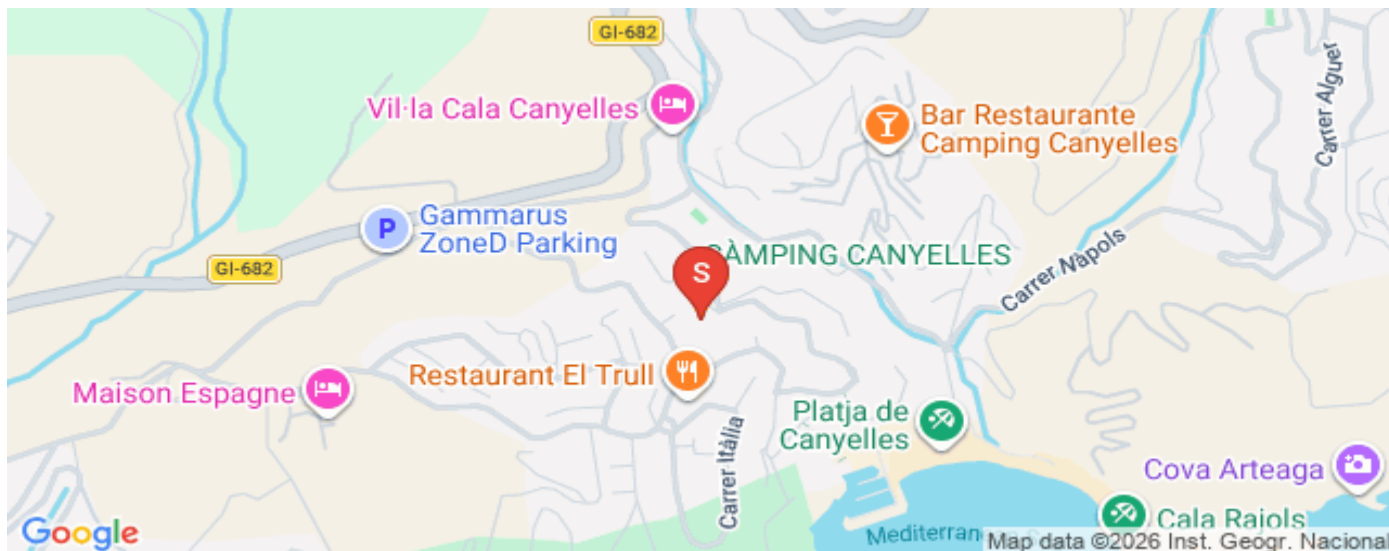 GI-682
Vil·la Cala Canyelles
Bar Restaurante
Camping Canyelles
Carrer Alguer
P
Gammarus
ZoneD Parking
GI-682
S
CÀMPING CANYELLES
Carrer Nàpols
Restaurant El Trull
Maison Espagne
Platja de
Canyelles
Carrer Itàlia
Cova Arteaga
Cala Rajols
Google
Map data ©2026 Inst. Geogr. Nacional